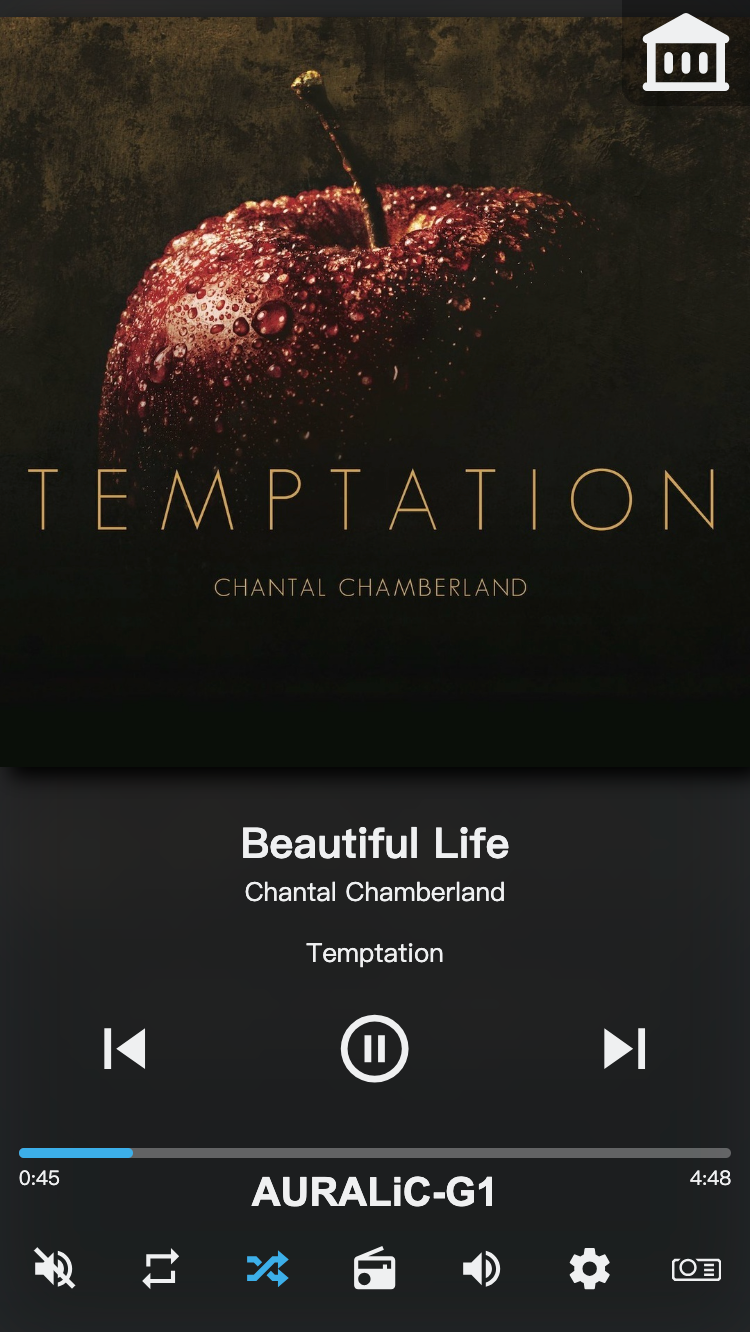 TEMPTATION
CHANTAL CHAMBERLAND
Beautiful Life
Chantal Chamberland
Temptation
0:45
4:48
AURALiC-G1